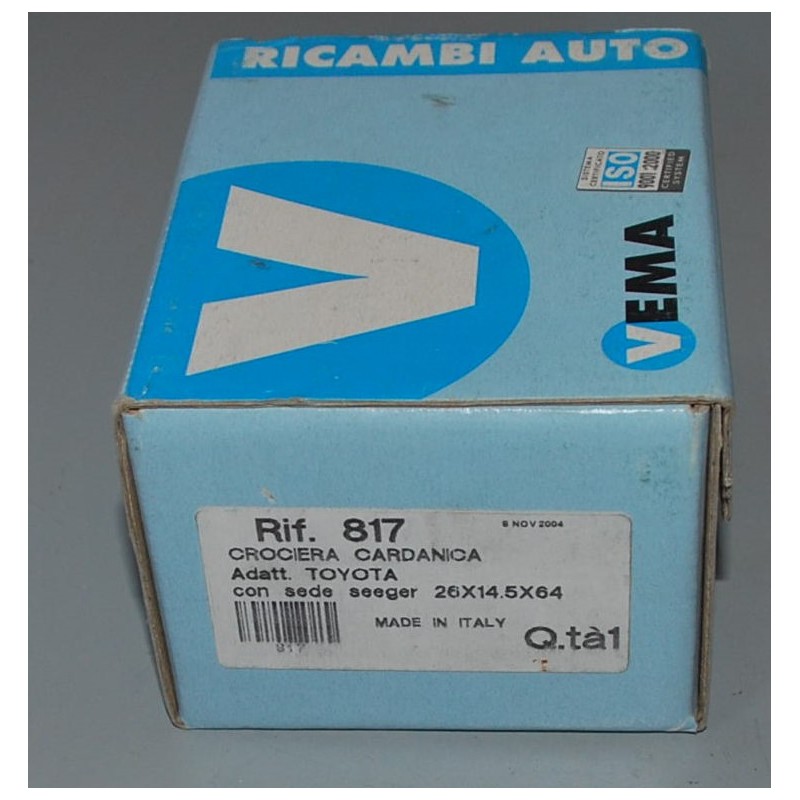 RICAMBI AUTO
SISTEMA CERTIFICATO
ISO
9001:2000
CERTIFIED SYSTEM
V
VEMA
Rif. 817
8 NOV 2004
CROCIERA CARDANICA
Adatt. TOYOTA
con sede seeger 26X14.5X64
MADE IN ITALY
Q.tà1
817